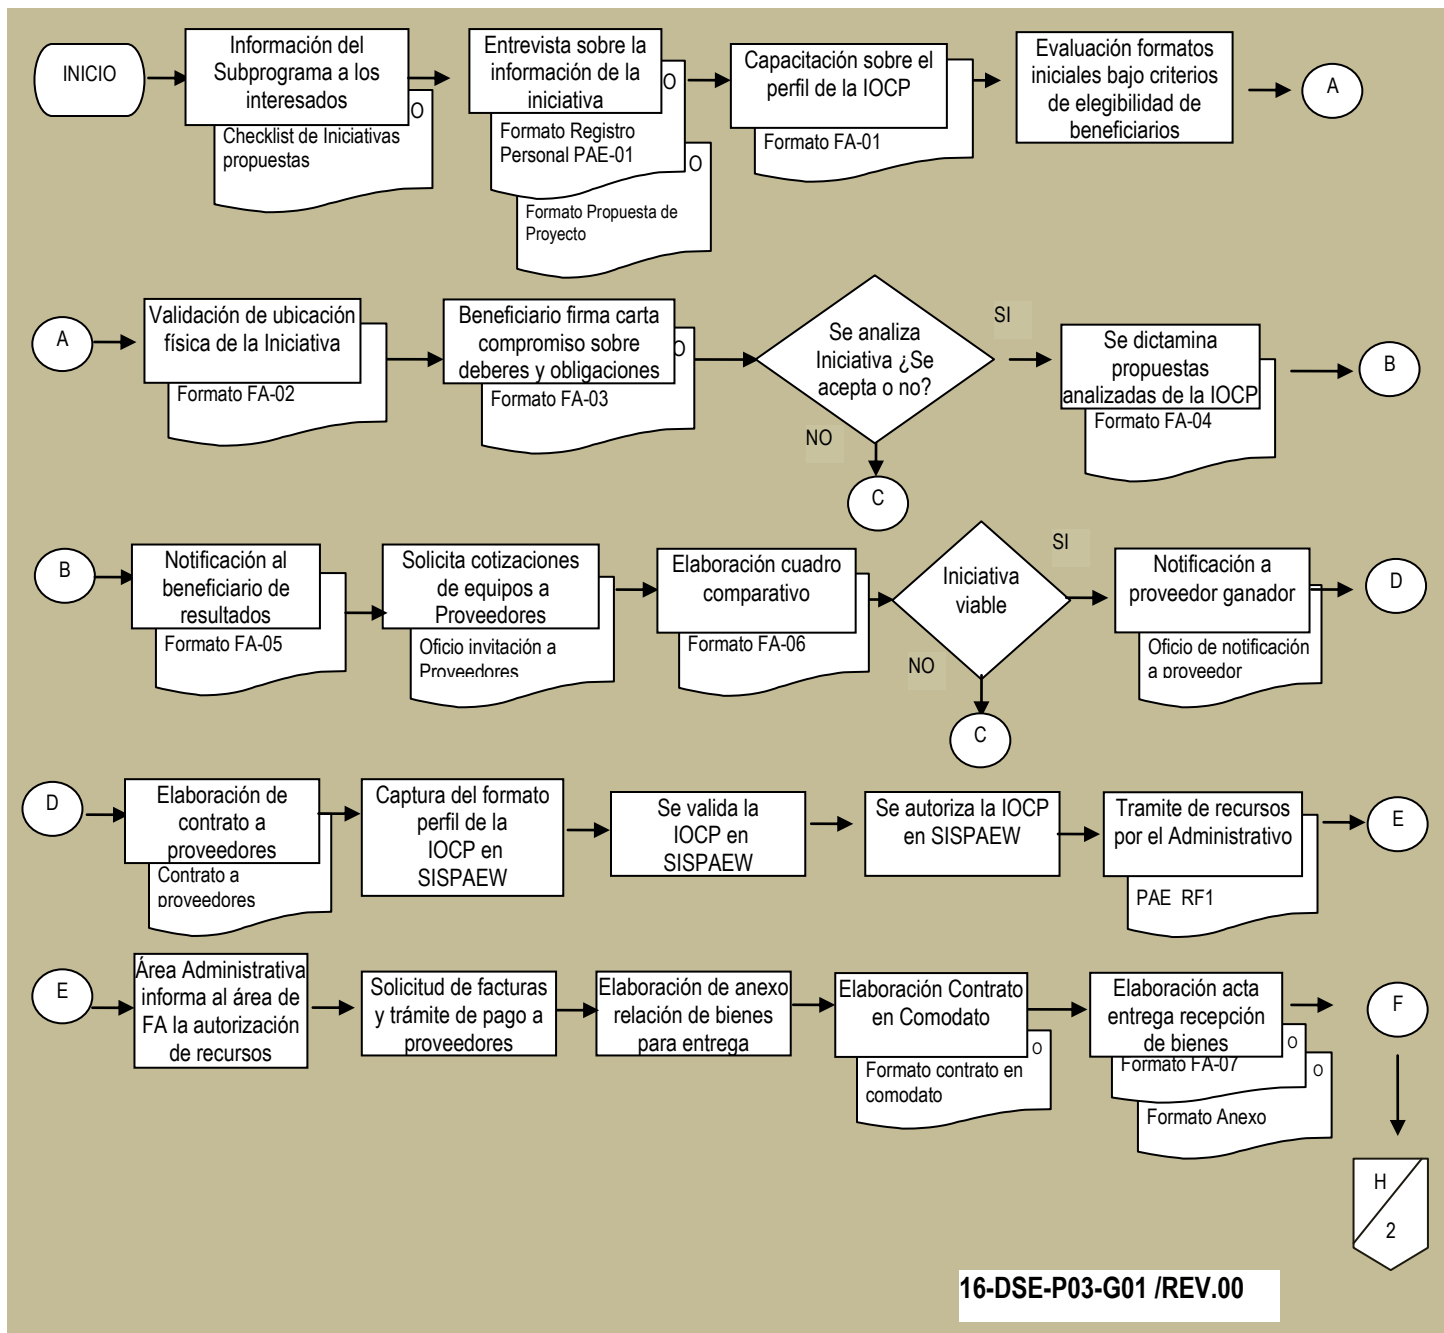 INICIO
Información del
Subprograma a los
interesados
O
Checklist de Iniciativas
propuestas
Entrevista sobre la
información de la
iniciativa
O
Formato Registro
Personal PAE-01
O
Formato Propuesta de
Proyecto
Capacitación sobre el
perfil de la IOCP
Formato FA-01
Evaluación formatos
iniciales bajo criterios
de elegibilidad de
beneficiarios
A
A
Validación de ubicación
física de la Iniciativa
Formato FA-02
Beneficiario firma carta
compromiso sobre
deberes y obligaciones
O
Formato FA-03
Se analiza
Iniciativa ¿Se
acepta o no?
SI
NO
C
Se dictamina
propuestas
analizadas de la IOCP
Formato FA-04
B
B
Notificación al
beneficiario de
resultados
Formato FA-05
Solicita cotizaciones
de equipos a
Proveedores
Oficio invitación a
Proveedores
Elaboración cuadro
comparativo
Formato FA-06
Iniciativa
viable
SI
NO
C
Notificación a
proveedor ganador
Oficio de notificación
a proveedor
D
D
Elaboración de
contrato a
proveedores
Contrato a
proveedores
Captura del formato
perfil de la
IOCP en
SISPAEW
Se valida la
IOCP en
SISPAEW
Se autoriza la IOCP
en SISPAEW
Tramite de recursos
por el Administrativo
PAE RF1
E
E
Área Administrativa
informa al área de
FA la autorización
de recursos
Solicitud de facturas
y trámite de pago a
proveedores
Elaboración de anexo
relación de bienes
para entrega
Elaboración Contrato
en Comodato
O
Formato contrato en
comodato
Elaboración acta
entrega recepción
de bienes
O
Formato FA-07
O
Formato Anexo
F
H
2
16-DSE-P03-G01 /REV.00